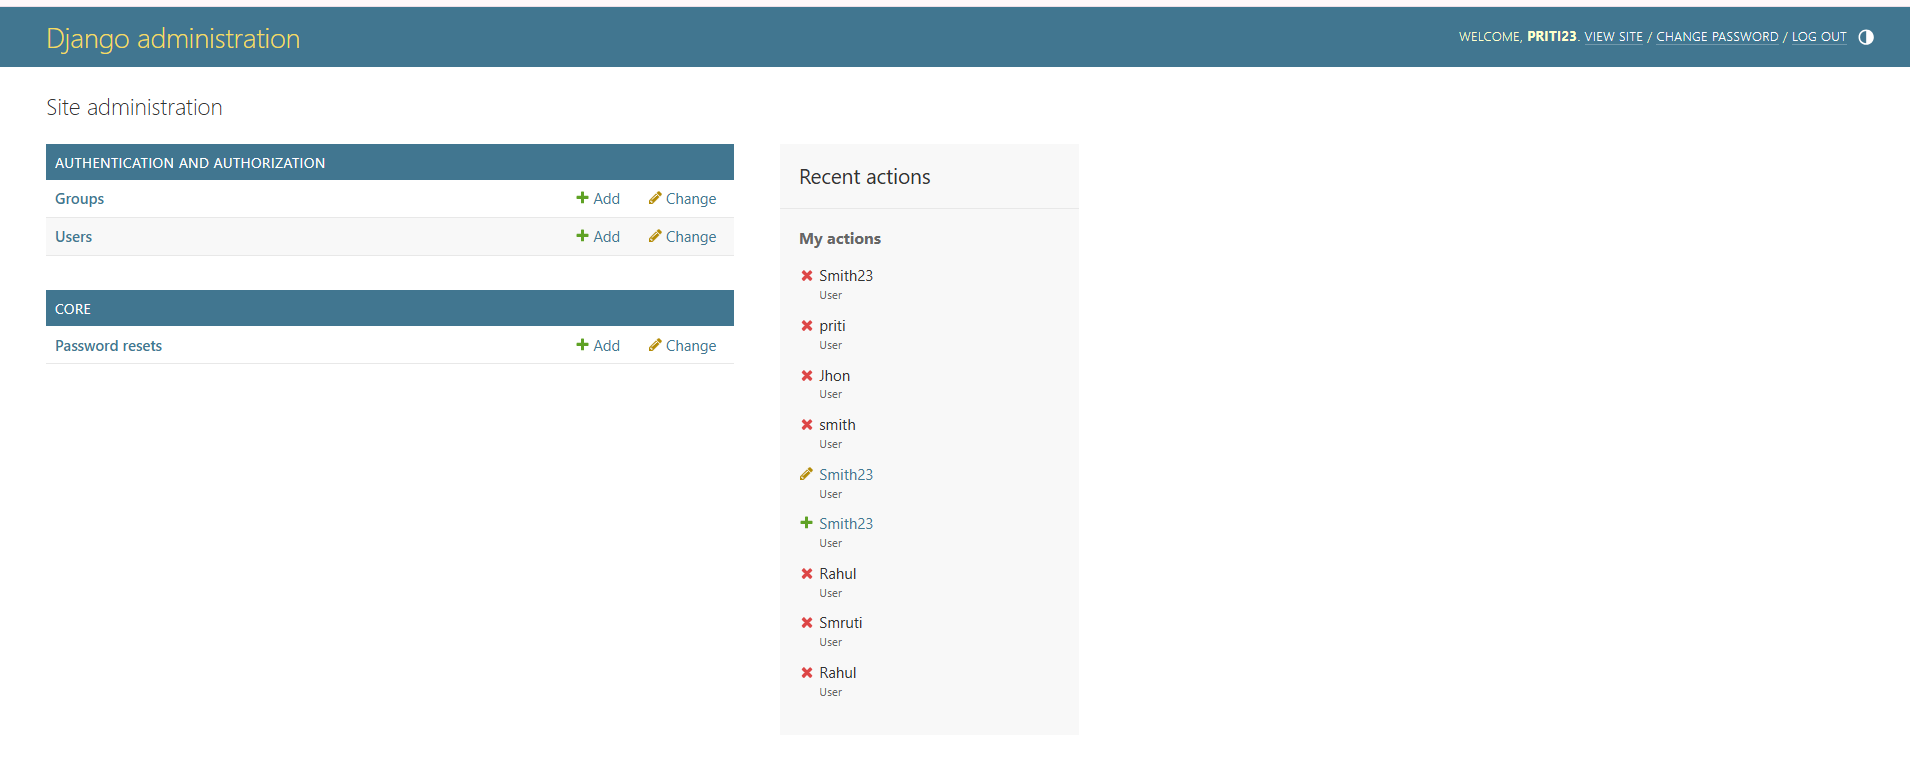 Django administration
WELCOME, PRITI23. VIEW SITE / CHANGE PASSWORD / LOG OUT
Site administration
AUTHENTICATION AND AUTHORIZATION
Groups Add Change
Users Add Change
CORE
Password resets Add Change
Recent actions
My actions
Smith23
User
priti
User
Jhon
User
smith
User
Smith23
User
Smith23
User
Rahul
User
Smruti
User
Rahul
User